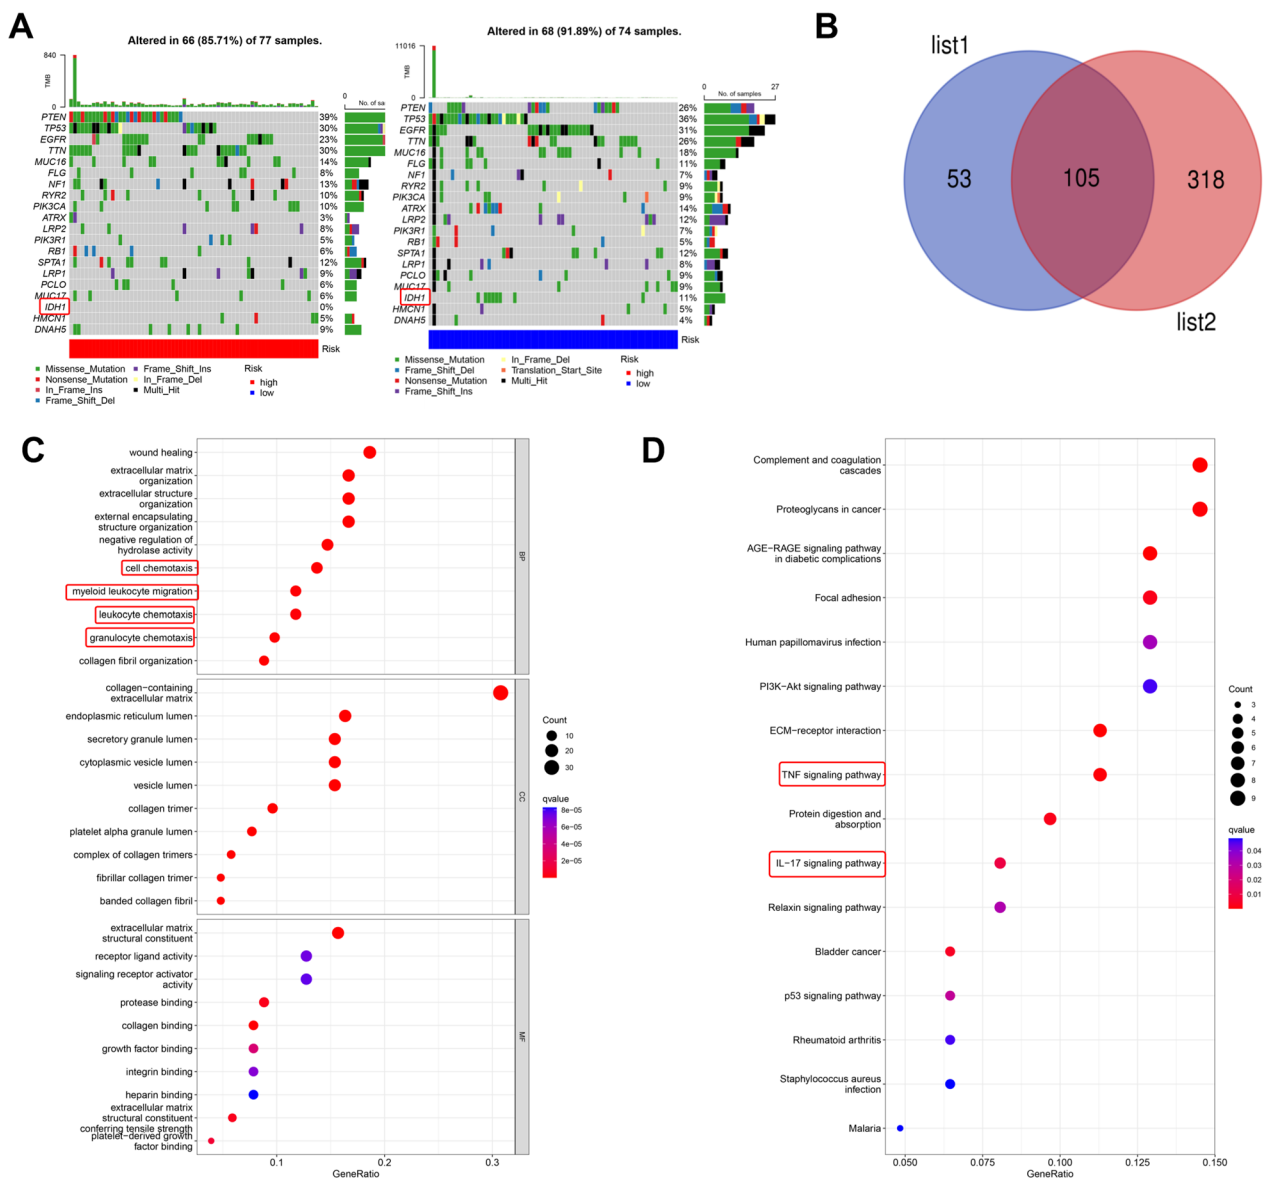 A
Altered in 66 (85.71%) of 77 samples.
840
TMB
0
0
No. of sa
PTEN 39%
TP53 30%
EGFR 23%
TTN 30%
MUC16 14%
FLG 8%
NF1 13%
RYR2 10%
PIK3CA 10%
ATRX 3%
LRP2 8%
PIK3R1 5%
RB1 6%
SPTA1 12%
LRP1 9%
PCLO 6%
MUC17 6%
IDH1 0%
HMCN1 5%
DNAH5 9%
Risk
Missense_Mutation
Nonsense_Mutation
In_Frame_Ins
Frame_Shift_Del
Frame_Shift_Ins
In_Frame_Del
Multi_Hit
Risk
high
low
Altered in 68 (91.89%) of 74 samples.
11016
TMB
0
0 27
No. of samples
PTEN 26%
TP53 36%
EGFR 31%
TTN 26%
MUC16 18%
FLG 11%
NF1 7%
RYR2 9%
PIK3CA 9%
ATRX 14%
LRP2 12%
PIK3R1 7%
RB1 5%
SPTA1 12%
LRP1 8%
PCLO 9%
MUC17 9%
IDH1 11%
HMCN1 5%
DNAH5 4%
Risk
Missense_Mutation
Frame_Shift_Del
Nonsense_Mutation
Frame_Shift_Ins
In_Frame_Del
Translation_Start_Site
Multi_Hit
Risk
high
low
B
list1
53
105
318
list2
C
wound healing
extracellular matrix
organization
extracellular structure
organization
external encapsulating
structure organization
negative regulation of
hydrolase activity
cell chemotaxis
myeloid leukocyte migration
leukocyte chemotaxis
granulocyte chemotaxis
collagen fibril organization
BP
collagen−containing
extracellular matrix
endoplasmic reticulum lumen
secretory granule lumen
cytoplasmic vesicle lumen
vesicle lumen
collagen trimer
platelet alpha granule lumen
complex of collagen trimers
fibrillar collagen trimer
banded collagen fibril
CC
extracellular matrix
structural constituent
receptor ligand activity
signaling receptor activator
activity
protease binding
collagen binding
growth factor binding
integrin binding
heparin binding
extracellular matrix
structural constituent
conferring tensile strength
platelet−derived growth
factor binding
MF
0.1 0.2 0.3
GeneRatio
Count
10
20
30
qvalue
8e−05
6e−05
4e−05
2e−05
D
Complement and coagulation
cascades
Proteoglycans in cancer
AGE−RAGE signaling pathway
in diabetic complications
Focal adhesion
Human papillomavirus infection
PI3K−Akt signaling pathway
ECM−receptor interaction
TNF signaling pathway
Protein digestion and
absorption
IL−17 signaling pathway
Relaxin signaling pathway
Bladder cancer
p53 signaling pathway
Rheumatoid arthritis
Staphylococcus aureus
infection
Malaria
0.050 0.075 0.100 0.125 0.150
GeneRatio
Count
3
4
5
6
7
8
9
qvalue
0.04
0.03
0.02
0.01